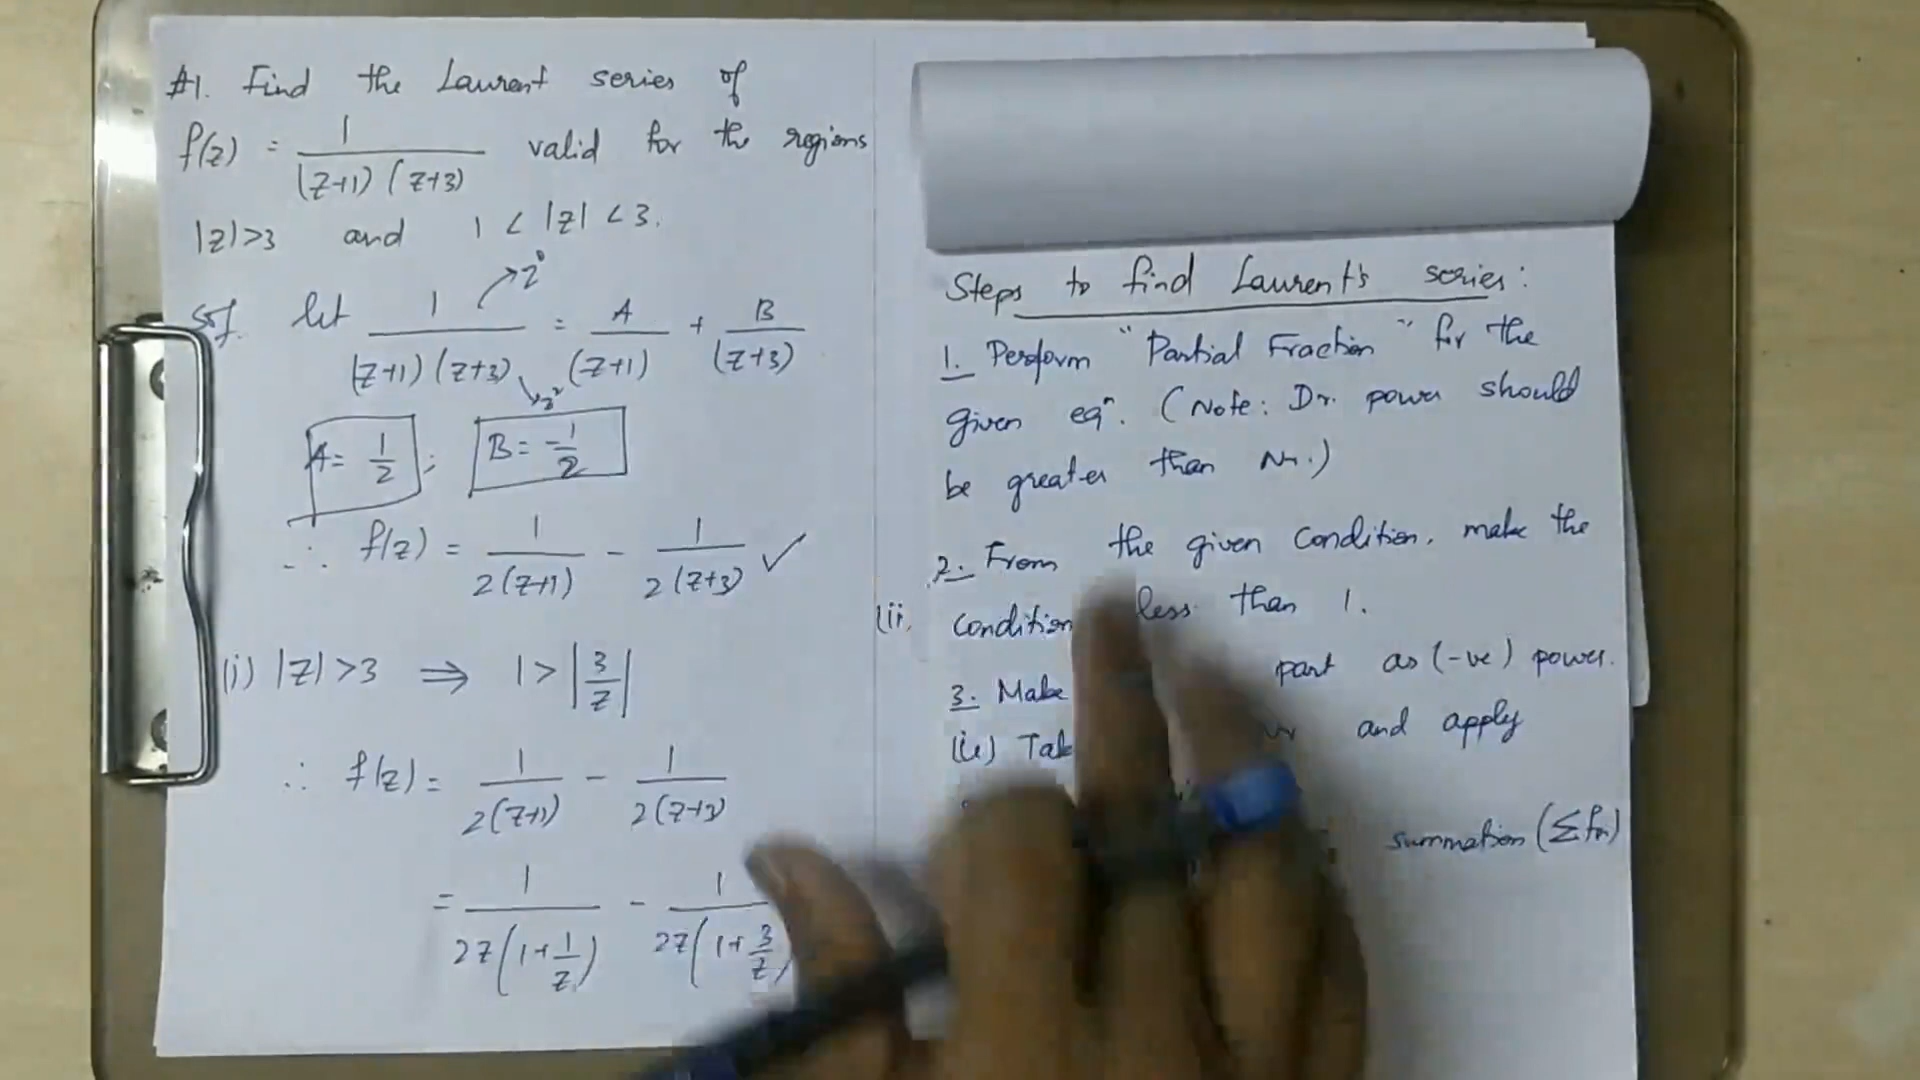 #1. Find the Laurent series of
f(z) = 1/((z+1)(z+3)) valid for the regions
|z|>3 and 1 < |z| < 3.
Sol. let 1/((z+1)(z+3)) = A/(z+1) + B/(z+3)
A = 1/2 ; B = -1/2
∴ f(z) = 1/(2(z+1)) - 1/(2(z+3)) ✓
(i) |z|>3 ⇒ 1 > |3/z|
∴ f(z) = 1/(2(z+1)) - 1/(2(z+3))
= 1/(2z(1+1/z)) - 1/(2z(1+3/z))
Steps to find Laurent's series:
1. Perform "Partial Fraction" for the
given eqⁿ. (Note: Dr. power should
be greater than Nr.)
2. From the given condition, make the
condition less than 1.
3. Make part as (-ve) power.
(ie) and apply
summation (Σ fn)
(ii,